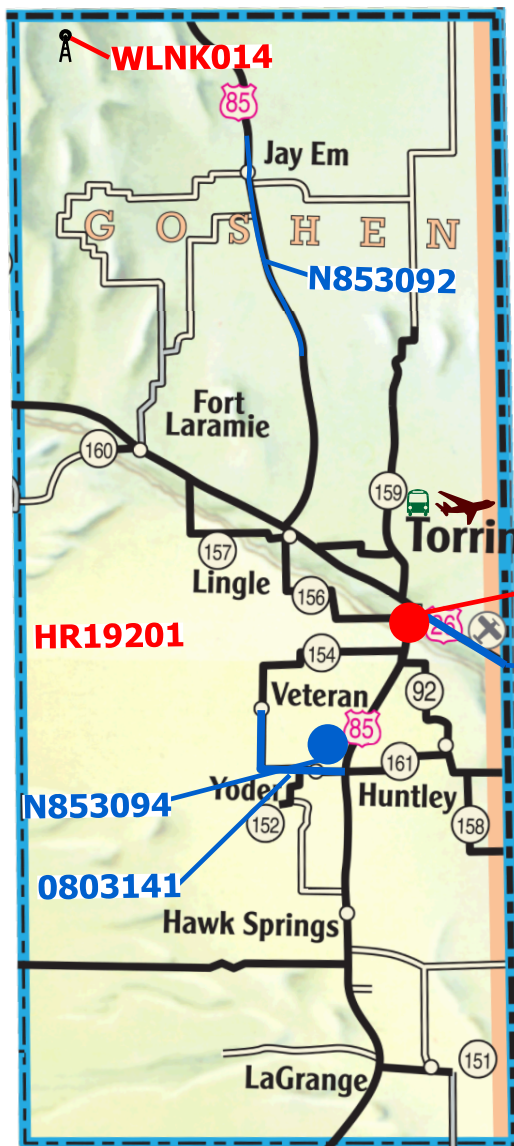 WLNK014
85
Jay Em
GOSHEN
N853092
Fort
Laramie
160
159
Torrin
157
Lingle
156
26
HR19201
154
Veteran
92
85
161
Yoder
Huntley
N853094
152
158
0803141
Hawk Springs
151
LaGrange